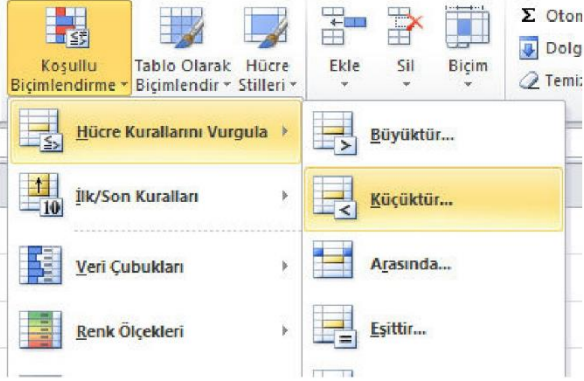 Koşullu
Biçimlendirme
Tablo Olarak
Biçimlendir
Hücre
Stilleri
Ekle
Sil
Biçim
Σ Otom
Dolg
Temiz
Hücre Kurallarını Vurgula
İlk/Son Kuralları
Veri Çubukları
Renk Ölçekleri
Büyüktür...
Küçüktür...
Arasında...
Eşittir...